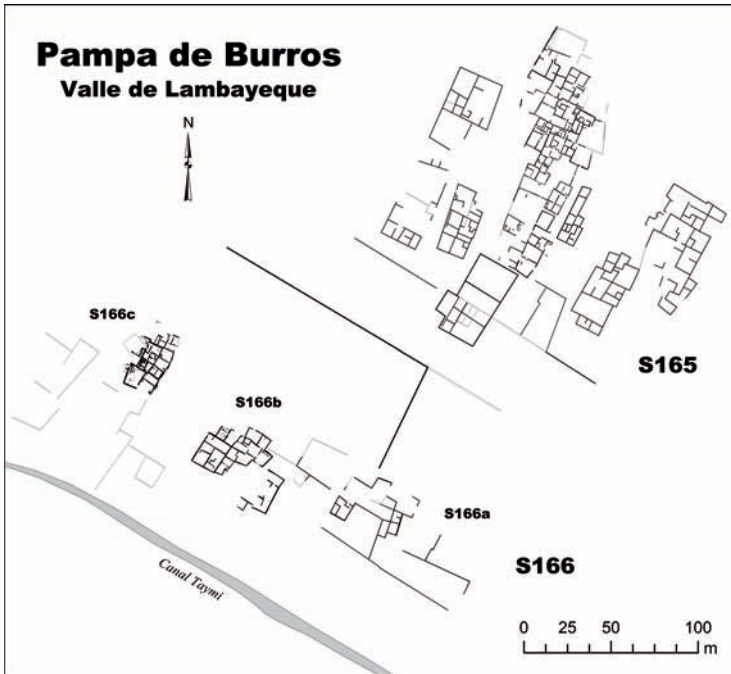 Pampa de Burros
Valle de Lambayeque
N
S166c
S165
S166b
S166a
S166
Canal Taymi
0 25 50 100
m